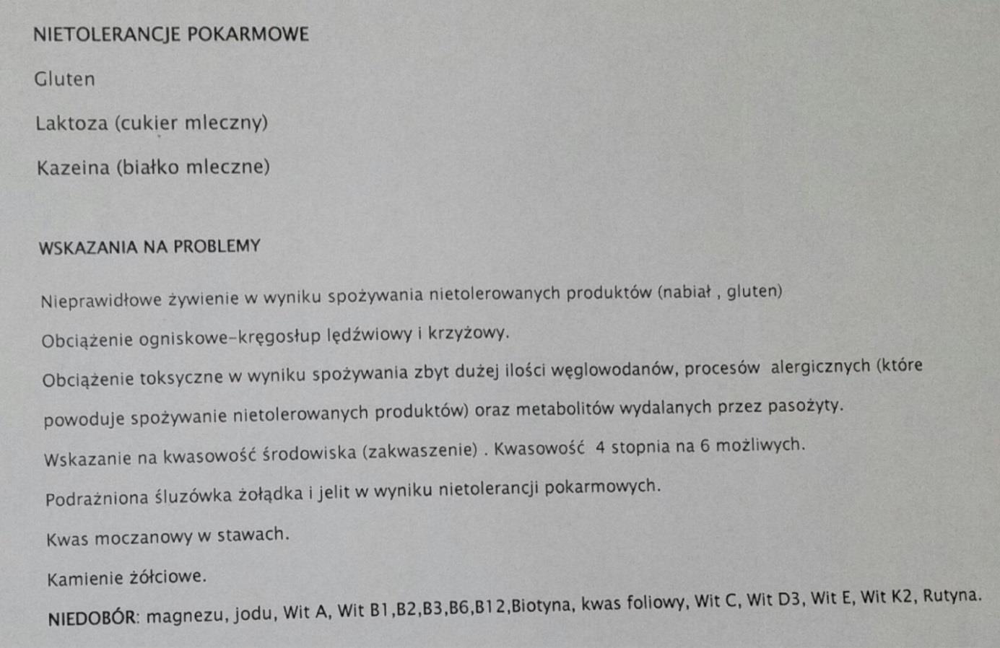 NIETOLERANCJE POKARMOWE
Gluten
Laktoza (cukier mleczny)
Kazeina (białko mleczne)
WSKAZANIA NA PROBLEMY
Nieprawidłowe żywienie w wyniku spożywania nietolerowanych produktów (nabiał , gluten)
Obciążenie ogniskowe-kręgosłup lędźwiowy i krzyżowy.
Obciążenie toksyczne w wyniku spożywania zbyt dużej ilości węglowodanów, procesów  alergicznych (które
powoduje spożywanie nietolerowanych produktów) oraz metabolitów wydalanych przez pasożyty.
Wskazanie na kwasowość środowiska (zakwaszenie) . Kwasowość  4 stopnia na 6 możliwych.
Podrażniona śluzówka żołądka i jelit w wyniku nietolerancji pokarmowych.
Kwas moczanowy w stawach.
Kamienie żółciowe.
NIEDOBÓR: magnezu, jodu, Wit A, Wit B1,B2,B3,B6,B12,Biotyna, kwas foliowy, Wit C, Wit D3, Wit E, Wit K2, Rutyna.